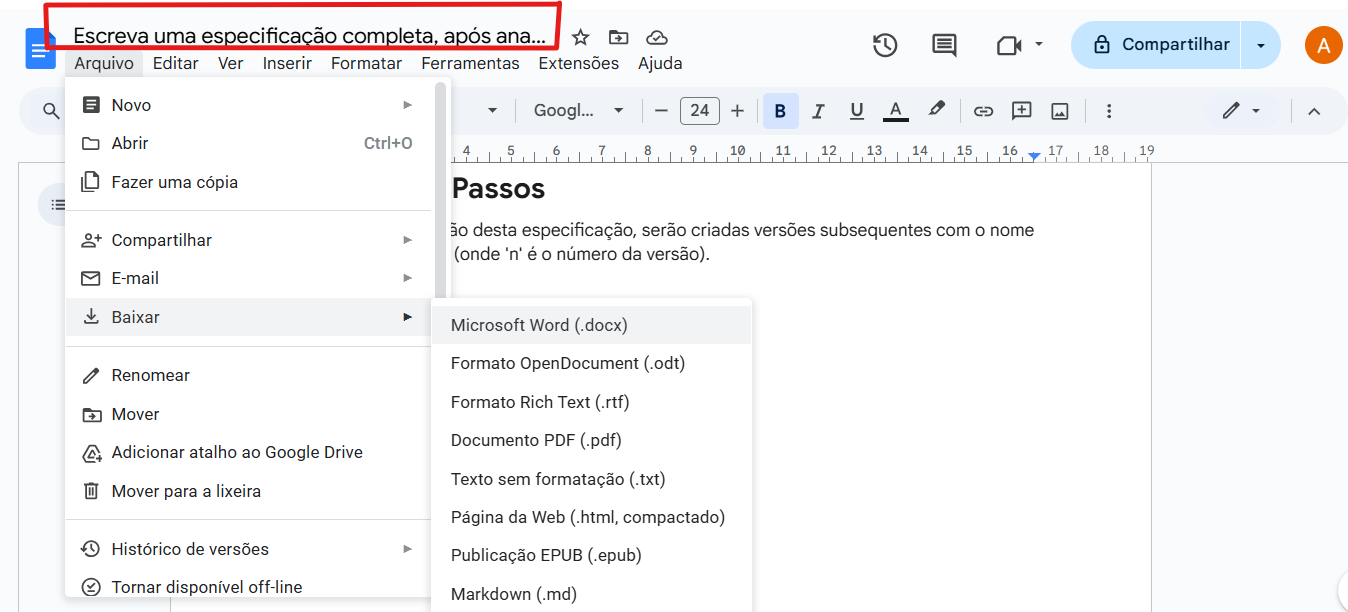 Escreva uma especificação completa, após ana...
Arquivo Editar Ver Inserir Formatar Ferramentas Extensões Ajuda
Compartilhar
A
Googl... 24 B I U A
4 5 6 7 8 9 10 11 12 13 14 15 16 17 18 19
Novo
Abrir Ctrl+O
Fazer uma cópia
Compartilhar
E-mail
Baixar
Renomear
Mover
Adicionar atalho ao Google Drive
Mover para a lixeira
Histórico de versões
Tornar disponível off-line
Microsoft Word (.docx)
Formato OpenDocument (.odt)
Formato Rich Text (.rtf)
Documento PDF (.pdf)
Texto sem formatação (.txt)
Página da Web (.html, compactado)
Publicação EPUB (.epub)
Markdown (.md)
Passos
ão desta especificação, serão criadas versões subsequentes com o nome
(onde 'n' é o número da versão).